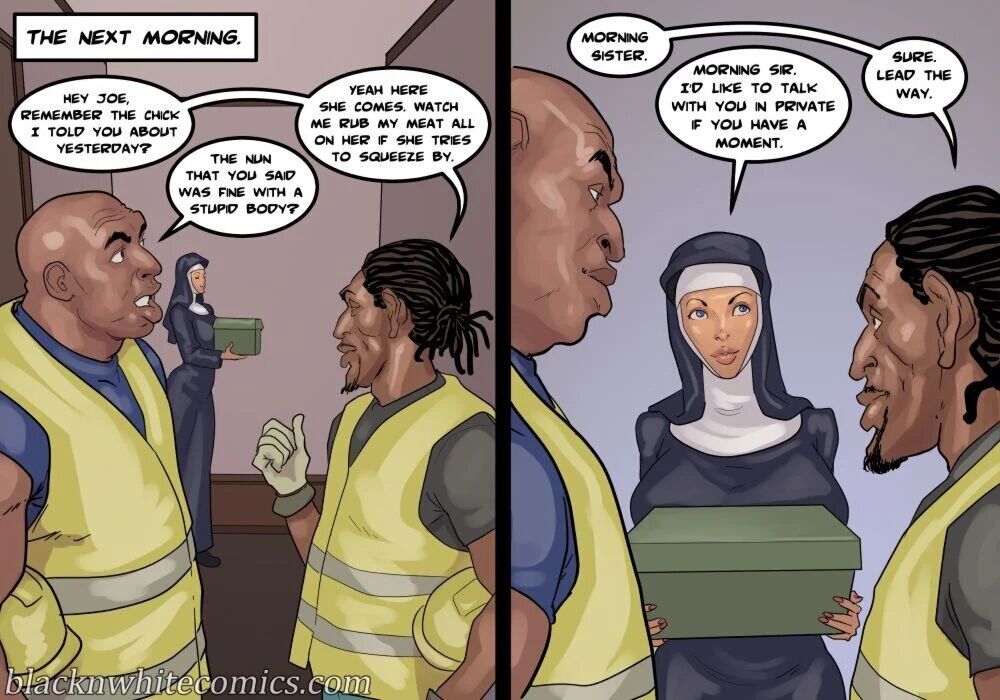 THE NEXT MORNING.
HEY JOE,
REMEMBER THE CHICK
I TOLD YOU ABOUT
YESTERDAY?
THE NUN
THAT YOU SAID
WAS FINE WITH A
STUPID BODY?
YEAH HERE
SHE COMES. WATCH
ME RUB MY MEAT ALL
ON HER IF SHE TRIES
TO SQUEEZE BY.
MORNING
SISTER.
MORNING SIR.
I'D LIKE TO TALK
WITH YOU IN PRIVATE
IF YOU HAVE A
MOMENT.
SURE.
LEAD THE
WAY.
blacknwhitecomics.com